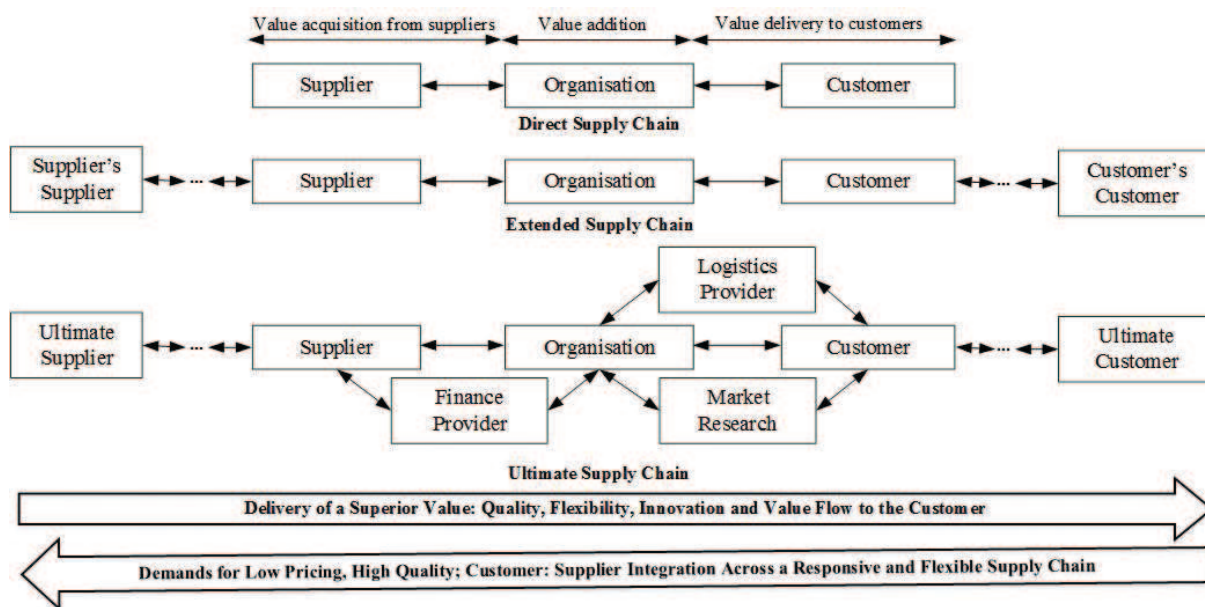 Value acquisition from suppliers Value addition Value delivery to customers
Supplier Organisation Customer
Direct Supply Chain
Supplier's
Supplier
... Supplier Organisation Customer ...
Customer's
Customer
Extended Supply Chain
Logistics
Provider
Ultimate
Supplier
... Supplier Organisation Customer ...
Ultimate
Customer
Finance
Provider
Market
Research
Ultimate Supply Chain
Delivery of a Superior Value: Quality, Flexibility, Innovation and Value Flow to the Customer
Demands for Low Pricing, High Quality; Customer: Supplier Integration Across a Responsive and Flexible Supply Chain